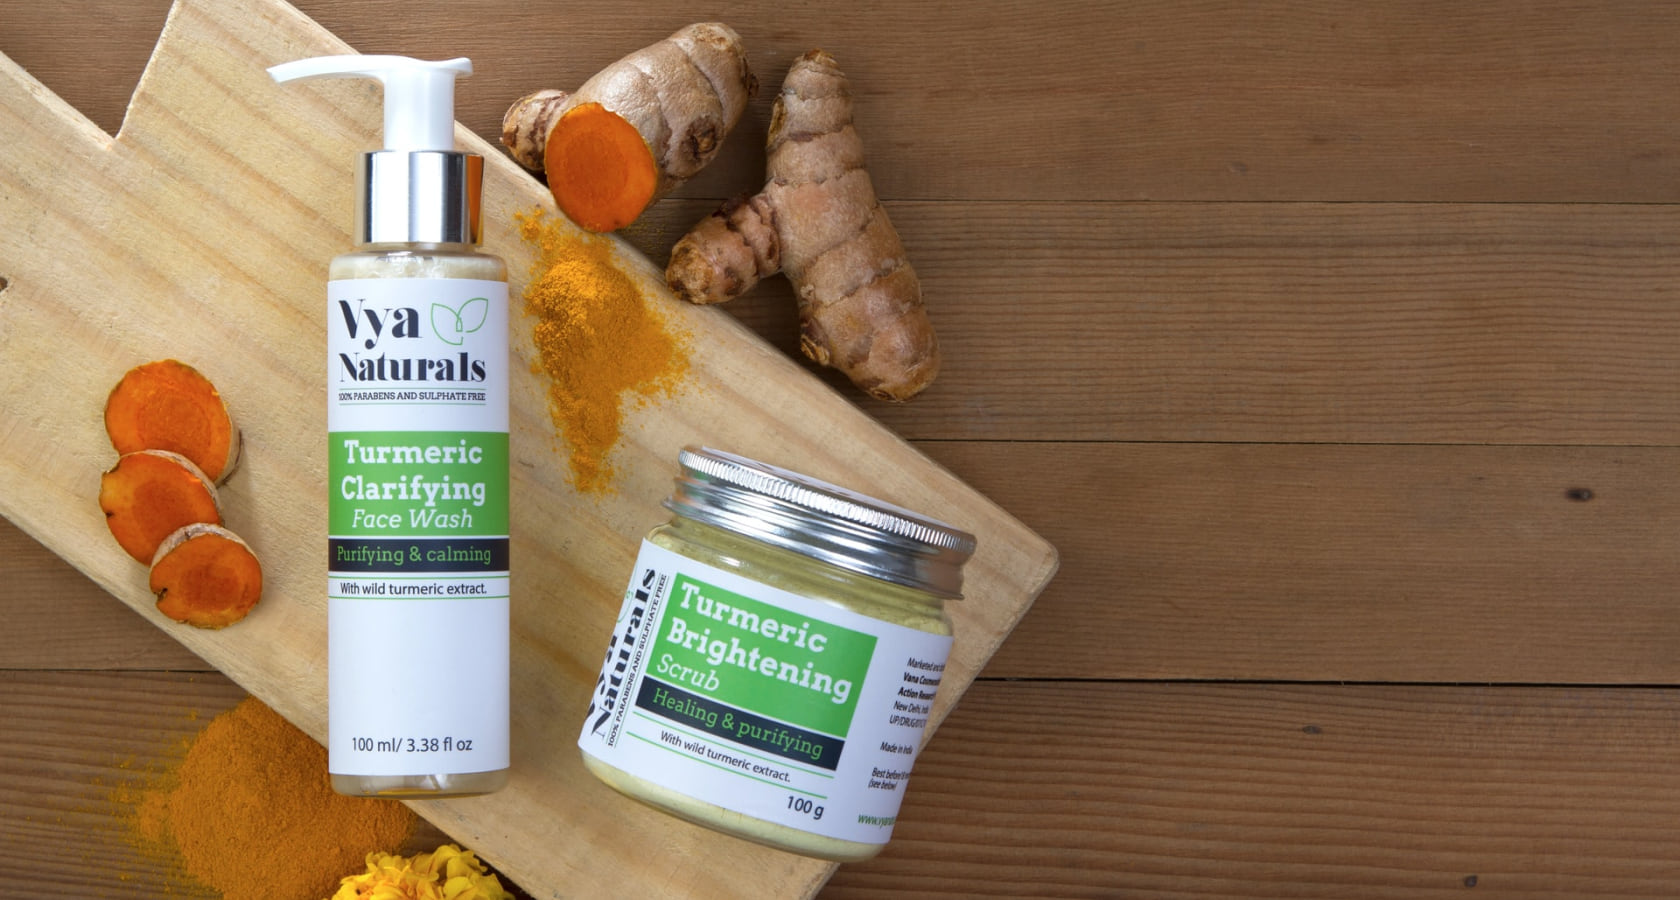 Vya
Naturals
100% PARABENS AND SULPHATE FREE
Turmeric
Clarifying
Face Wash
Purifying & calming
With wild turmeric extract.
100 ml/ 3.38 fl oz
Naturals
100% PARABENS AND SULPHATE FREE
Turmeric
Brightening
Scrub
Healing & purifying
With wild turmeric extract.
100 g
Marketed
Vana
Action
New Delhi,
Made in India
Best before
(see below)